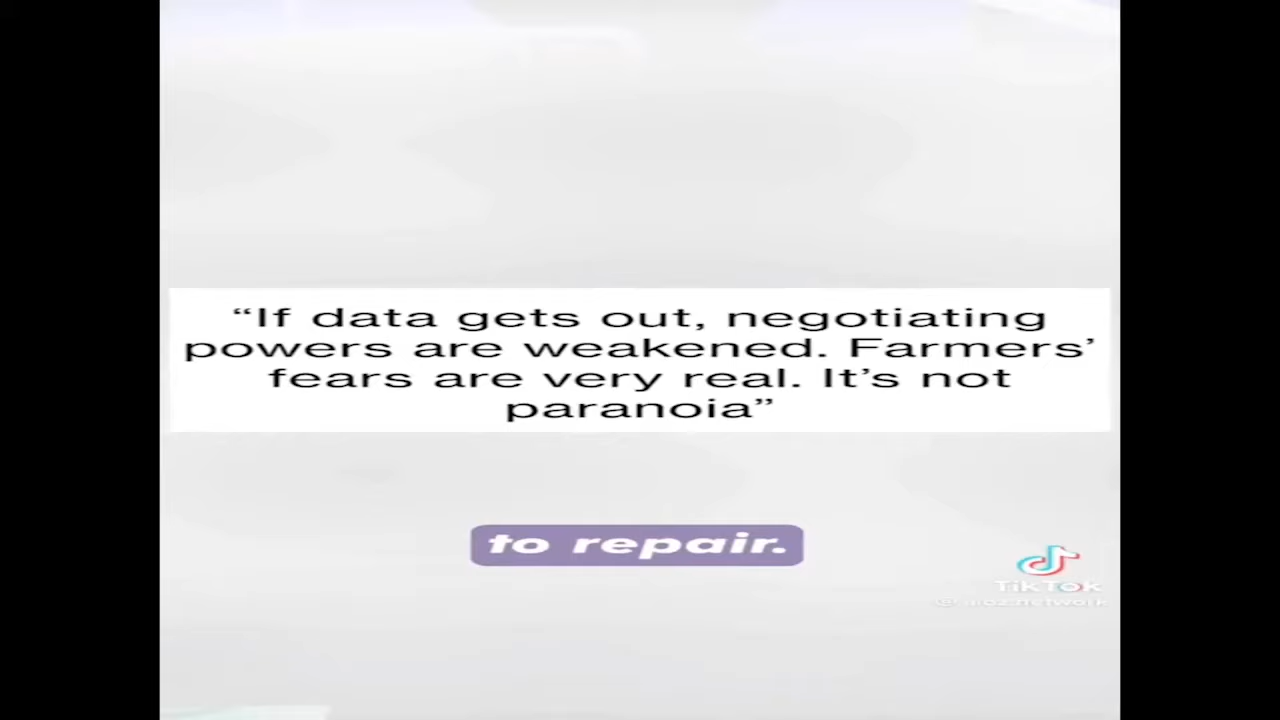 “If data gets out, negotiating
powers are weakened. Farmers’
fears are very real. It’s not
paranoia”
to repair.
TikTok